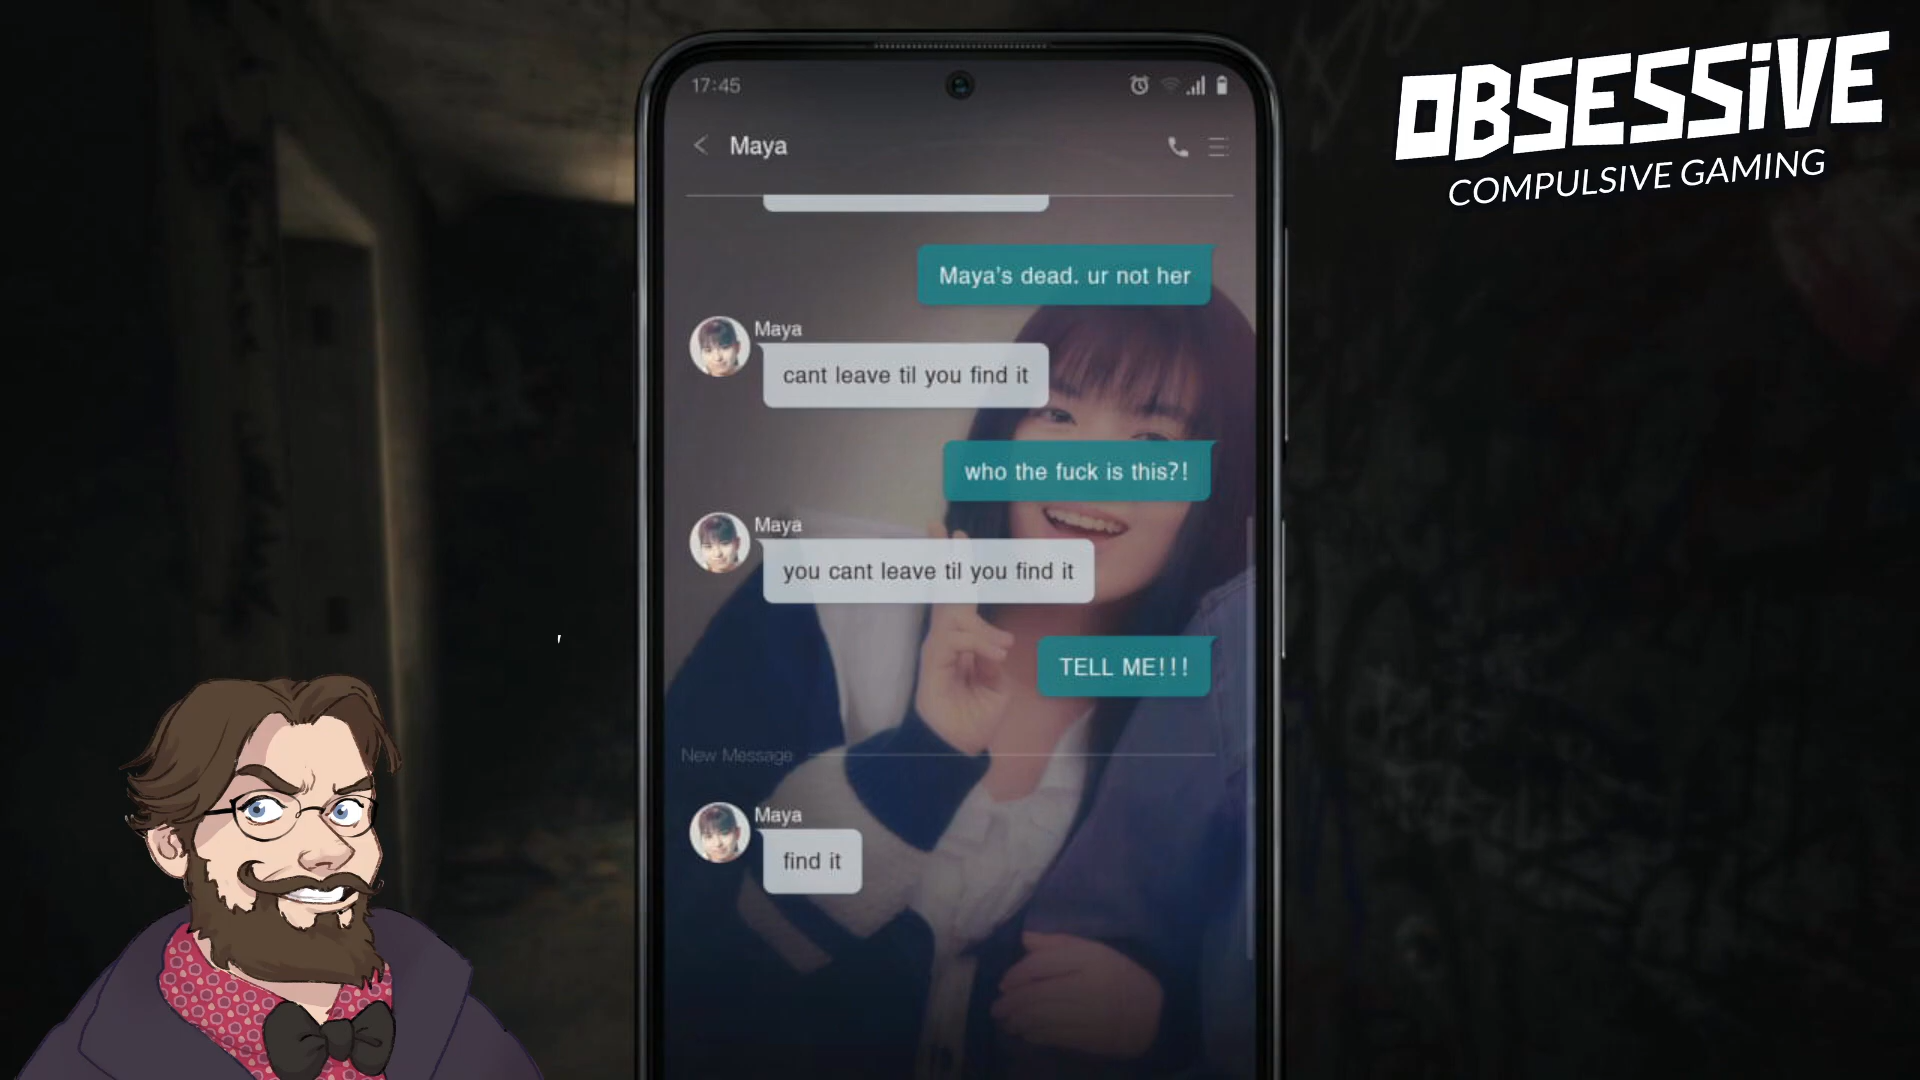 OBSESSiVE
COMPULSIVE GAMING
17:45
Maya
Maya's dead. ur not her
Maya
cant leave til you find it
who the fuck is this?!
Maya
you cant leave til you find it
TELL ME!!!
New Message
Maya
find it